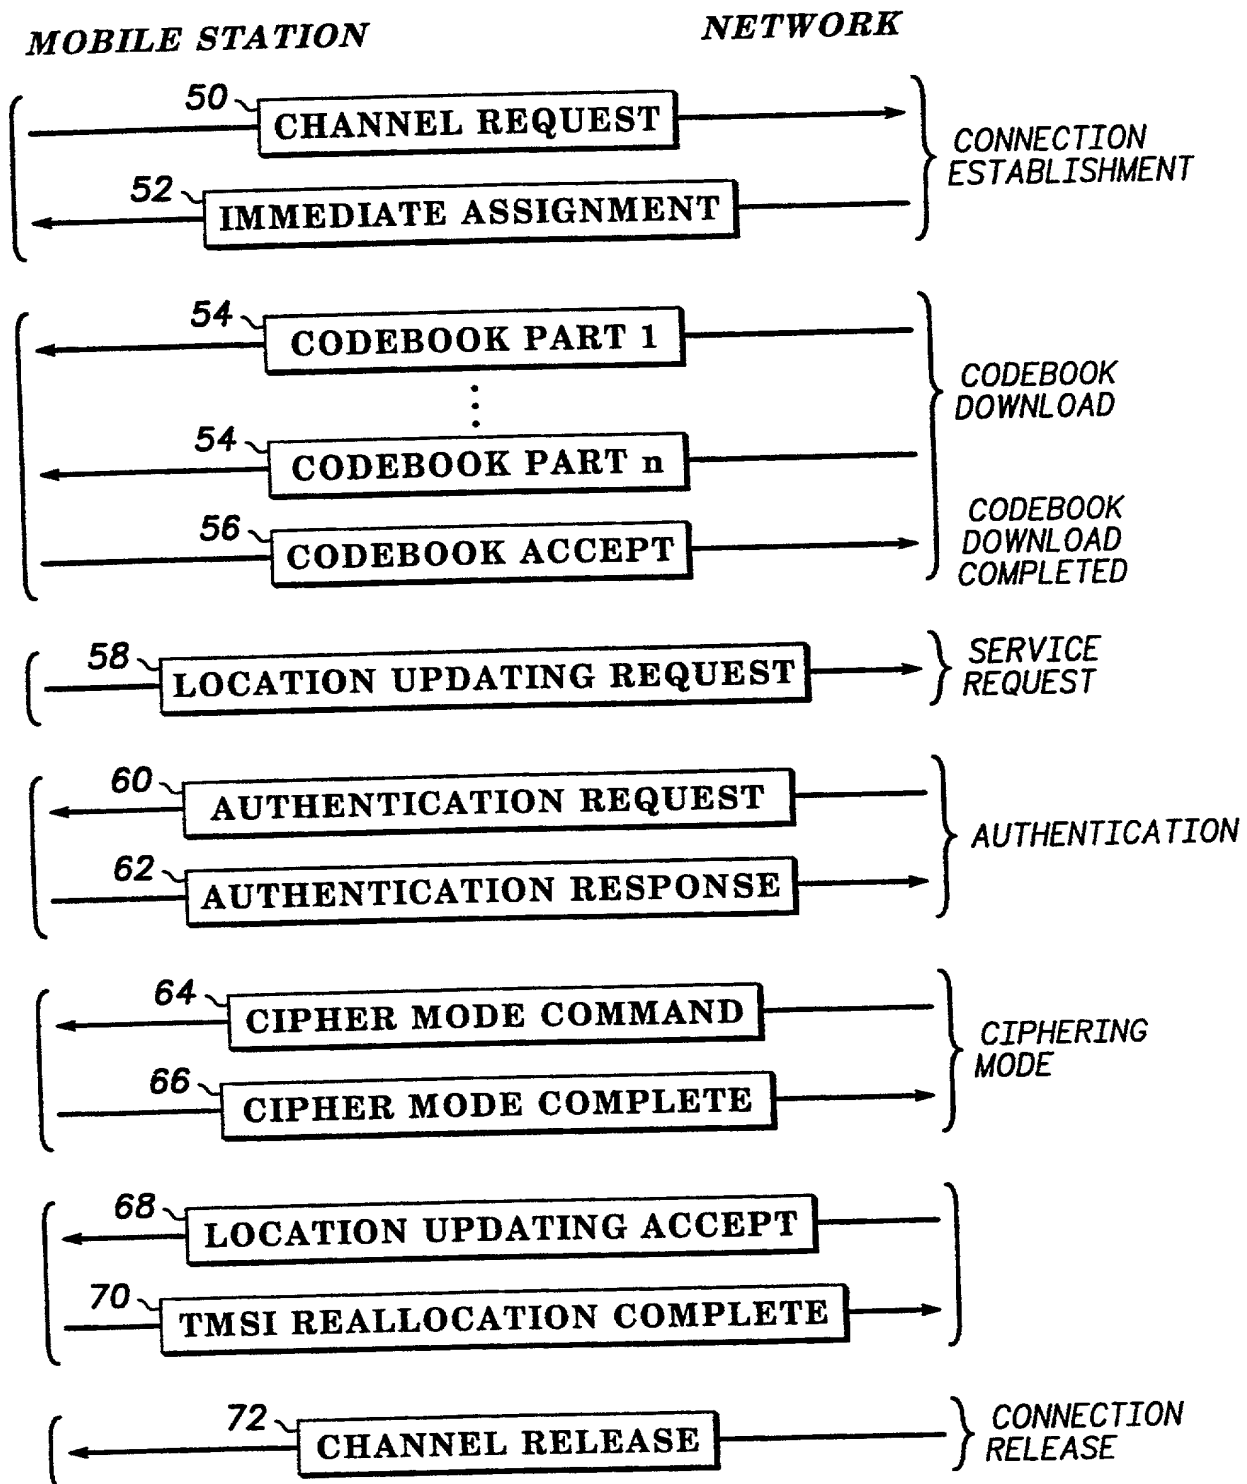 MOBILE STATION
NETWORK
50
CHANNEL REQUEST
CONNECTION
ESTABLISHMENT
52
IMMEDIATE ASSIGNMENT
54
CODEBOOK PART 1
CODEBOOK
DOWNLOAD
54
CODEBOOK PART n
56
CODEBOOK ACCEPT
CODEBOOK
DOWNLOAD
COMPLETED
58
LOCATION UPDATING REQUEST
SERVICE
REQUEST
60
AUTHENTICATION REQUEST
AUTHENTICATION
62
AUTHENTICATION RESPONSE
64
CIPHER MODE COMMAND
CIPHERING
MODE
66
CIPHER MODE COMPLETE
68
LOCATION UPDATING ACCEPT
70
TMSI REALLOCATION COMPLETE
72
CHANNEL RELEASE
CONNECTION
RELEASE